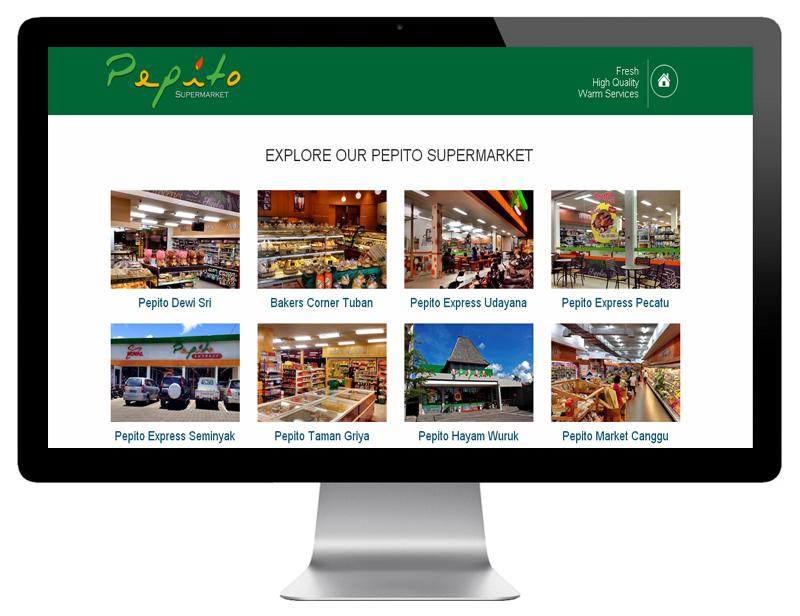 Pepito
SUPERMARKET
Fresh
High Quality
Warm Services
EXPLORE OUR PEPITO SUPERMARKET
Pepito Dewi Sri
Bakers Corner Tuban
Pepito Express Udayana
Pepito Express Pecatu
Pepito
Pepito Express Seminyak
Pepito Taman Griya
Pepito Hayam Wuruk
Pepito Market Canggu